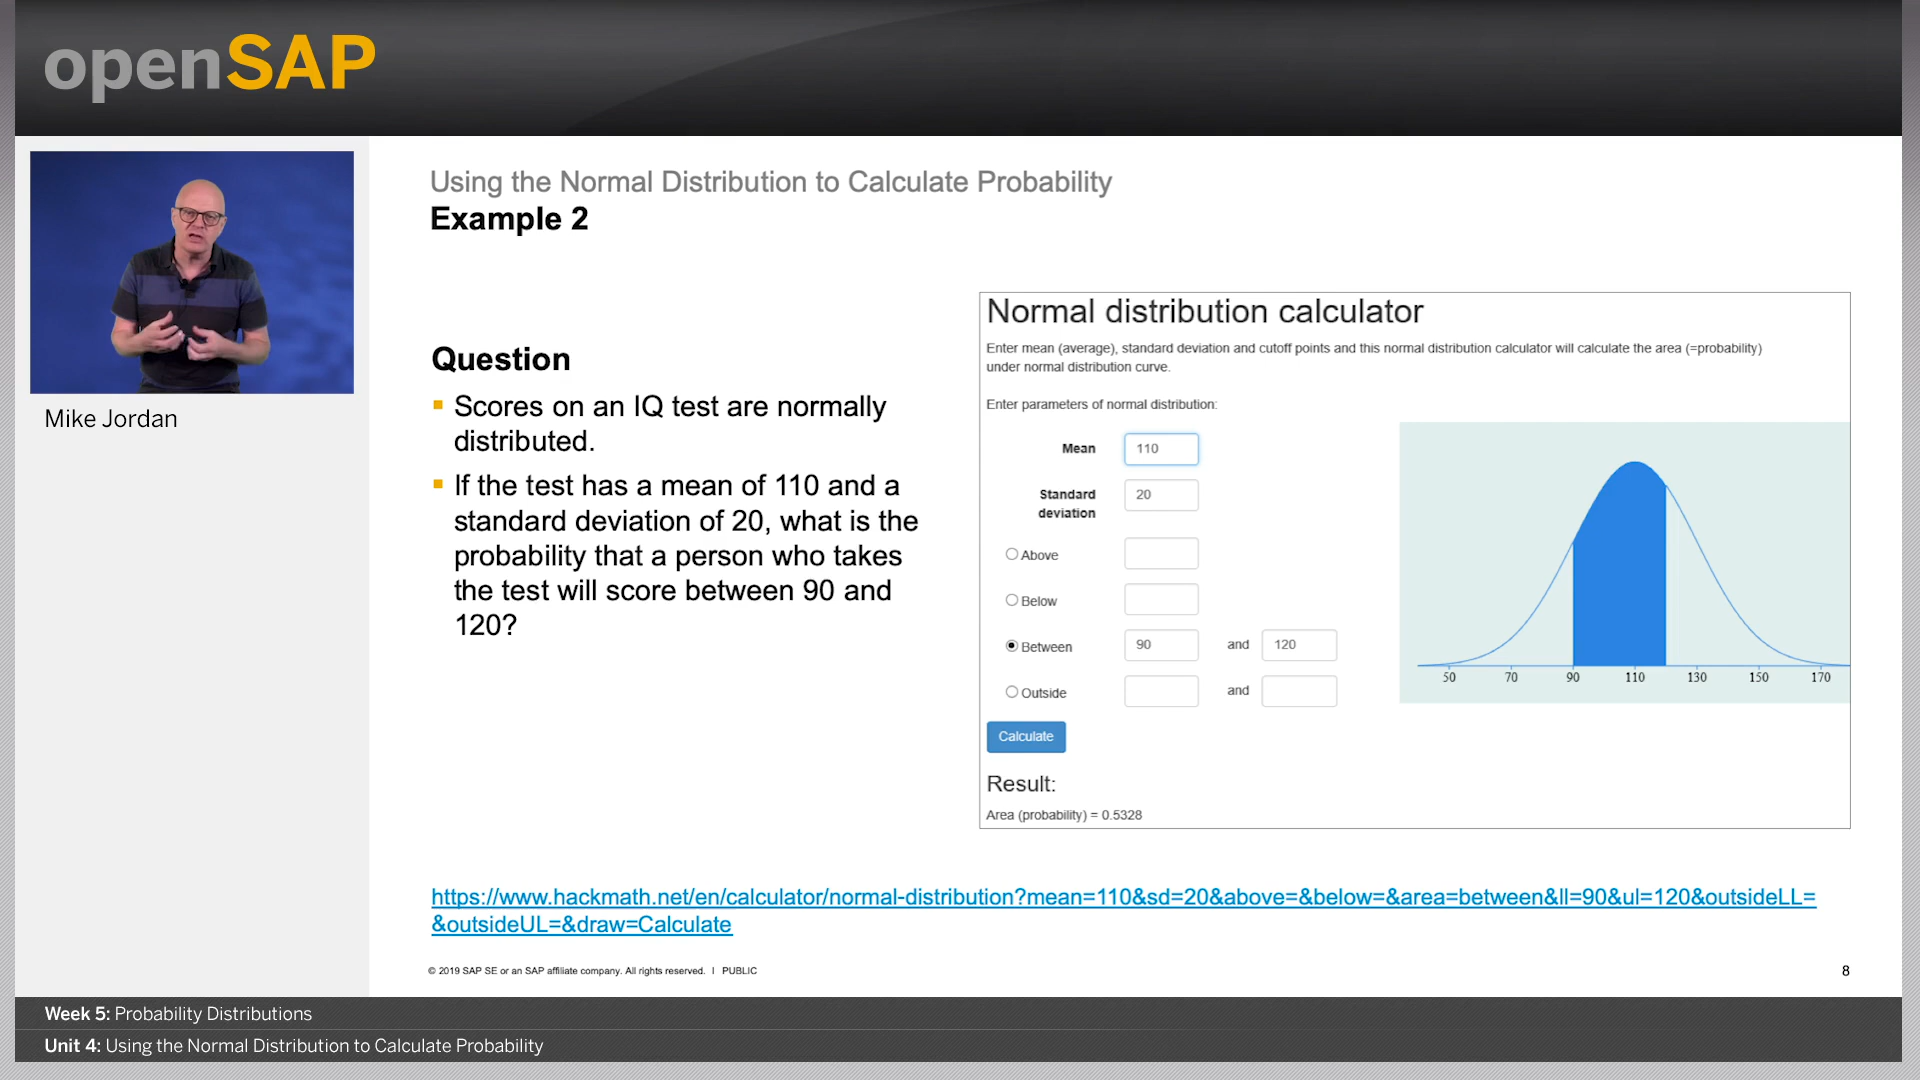 openSAP
Mike Jordan
Using the Normal Distribution to Calculate Probability
Example 2
Question
Scores on an IQ test are normally
distributed.
If the test has a mean of 110 and a
standard deviation of 20, what is the
probability that a person who takes
the test will score between 90 and
120?
Normal distribution calculator
Enter mean (average), standard deviation and cutoff points and this normal distribution calculator will calculate the area (=probability)
under normal distribution curve.
Enter parameters of normal distribution:
Mean 110
Standard
deviation 20
Above
Below
Between 90 and 120
Outside and
50 70 90 110 130 150 170
Calculate
Result:
Area (probability) = 0.5328
https://www.hackmath.net/en/calculator/normal-distribution?mean=110&sd=20&above=&below=&area=between&ll=90&ul=120&outsideLL=
&outsideUL=&draw=Calculate
© 2019 SAP SE or an SAP affiliate company. All rights reserved. I PUBLIC
8
Week 5: Probability Distributions
Unit 4: Using the Normal Distribution to Calculate Probability